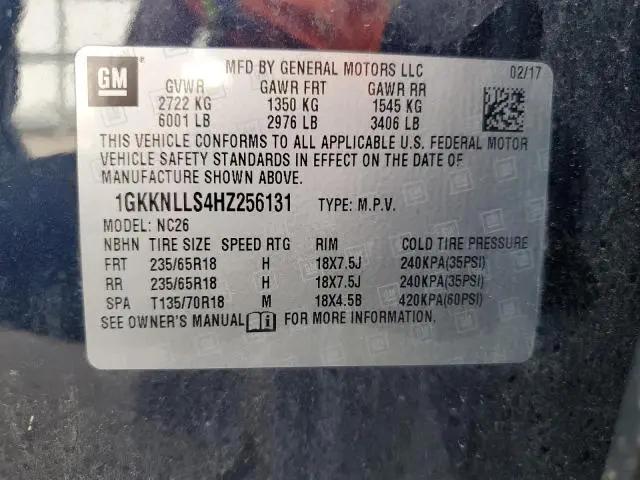 GM
MFD BY GENERAL MOTORS LLC 02/17
GVWR GAWR FRT GAWR RR
2722 KG 1350 KG 1545 KG
6001 LB 2976 LB 3406 LB
THIS VEHICLE CONFORMS TO ALL APPLICABLE U.S. FEDERAL MOTOR
VEHICLE SAFETY STANDARDS IN EFFECT ON THE DATE OF
MANUFACTURE SHOWN ABOVE.
1GKKNLLS4HZ256131 TYPE: M.P.V.
MODEL: NC26
NBHN TIRE SIZE SPEED RTG RIM COLD TIRE PRESSURE
FRT 235/65R18 H 18X7.5J 240KPA(35PSI)
RR 235/65R18 H 18X7.5J 240KPA(35PSI)
SPA T135/70R18 M 18X4.5B 420KPA(60PSI)
SEE OWNER'S MANUAL FOR MORE INFORMATION.